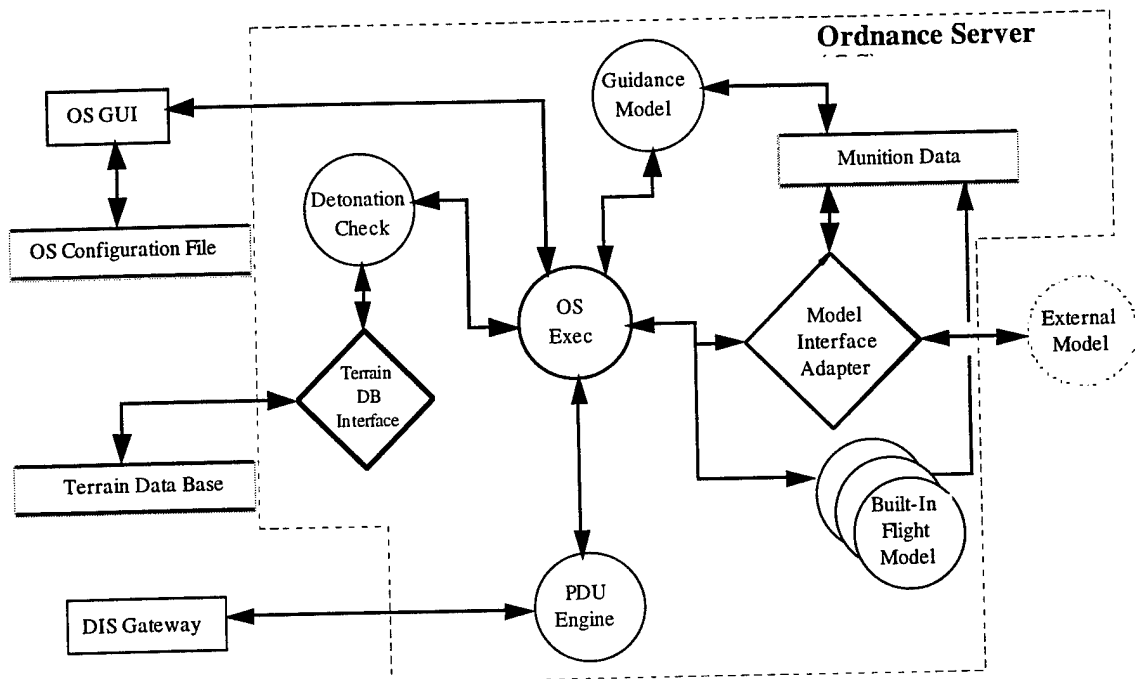 Ordnance Server
OS GUI
Guidance
Model
Munition Data
Detonation
Check
OS Configuration File
OS
Exec
Model
Interface
Adapter
External
Model
Terrain
DB
Interface
Terrain Data Base
Built-In
Flight
Model
PDU
Engine
DIS Gateway